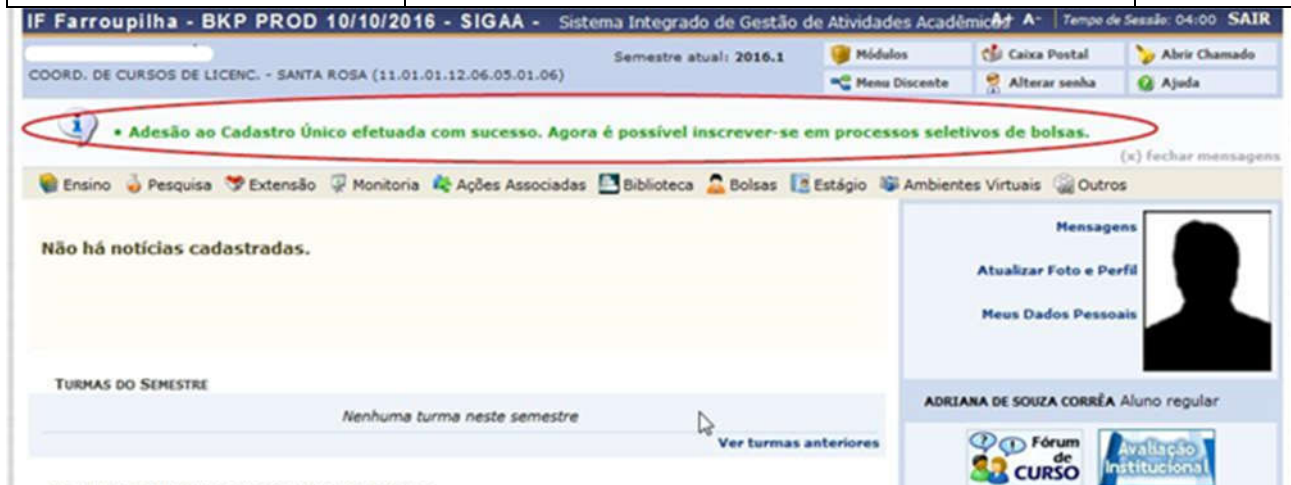 IF Farroupilha - BKP PROD 10/10/2016 - SIGAA - Sistema Integrado de Gestão de Atividades Acadêmicas A+ A- Tempo de Sessão: 04:00 SAIR
Semestre atual: 2016.1 Módulos Caixa Postal Abrir Chamado
COORD. DE CURSOS DE LICENC. - SANTA ROSA (11.01.01.12.06.05.01.06)
Menu Discente Alterar senha Ajuda
• Adesão ao Cadastro Único efetuada com sucesso. Agora é possível inscrever-se em processos seletivos de bolsas.
(x) fechar mensagens
Ensino Pesquisa Extensão Monitoria Ações Associadas Biblioteca Bolsas Estágio Ambientes Virtuais Outros
Não há notícias cadastradas.
Mensagens
Atualizar Foto e Perfil
Meus Dados Pessoais
TURMAS DO SEMESTRE
Nenhuma turma neste semestre
Ver turmas anteriores
ADRIANA DE SOUZA CORRÊA Aluno regular
Fórum de CURSO
Avaliação Institucional